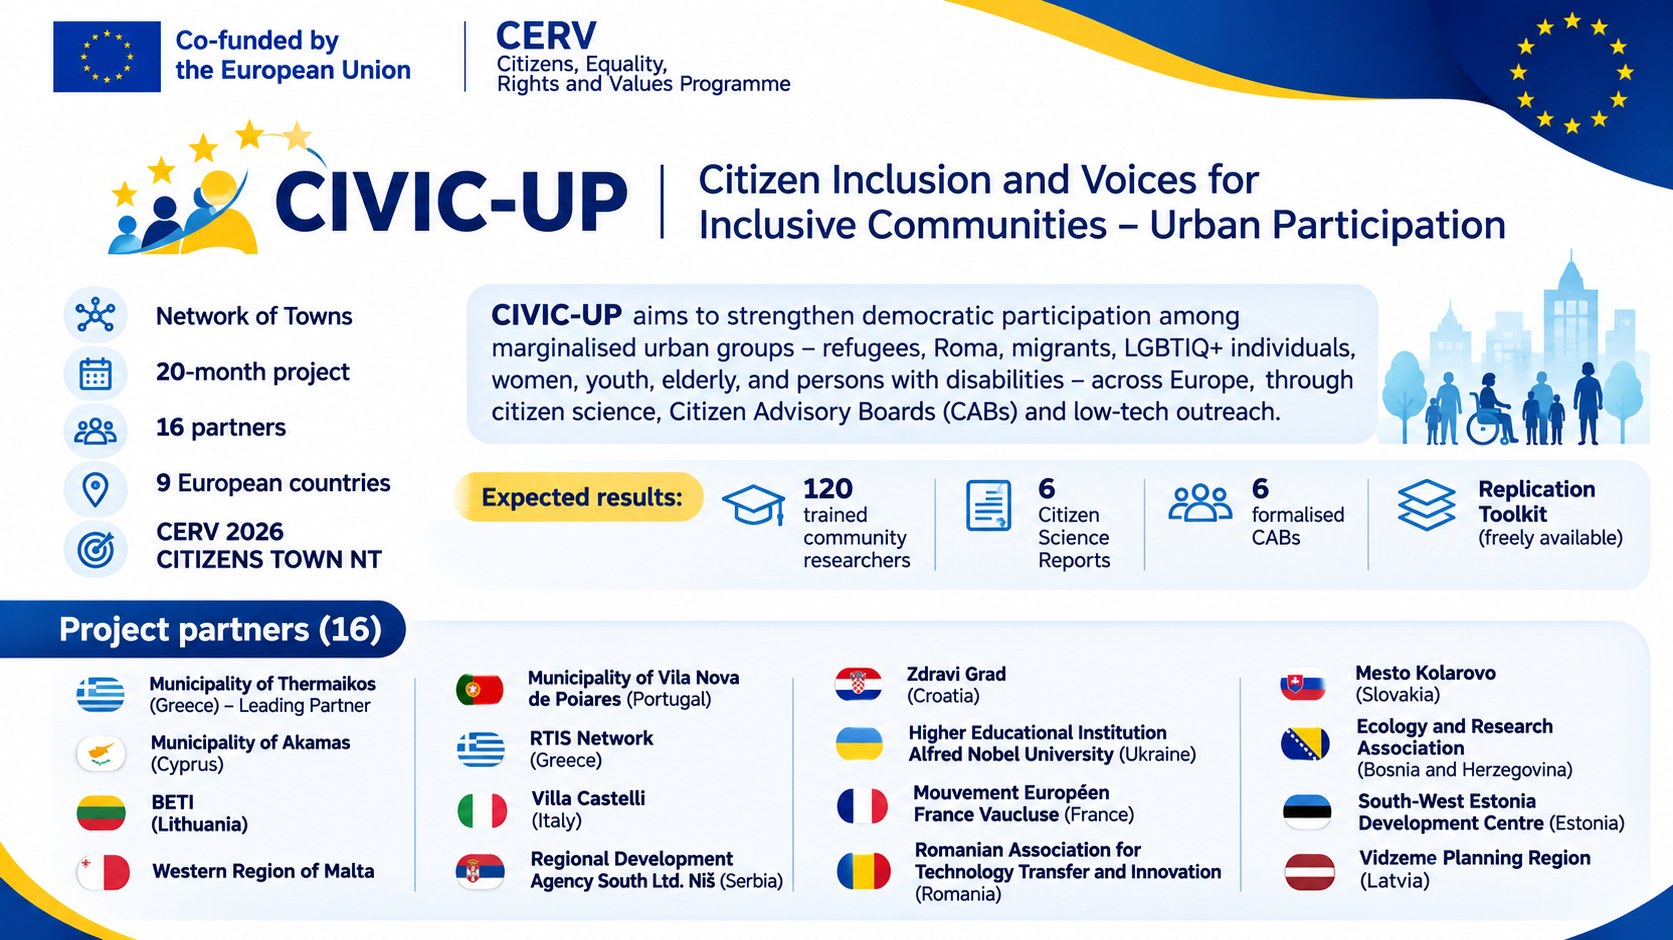 Co-funded by
the European Union
CERV
Citizens, Equality,
Rights and Values Programme
CIVIC-UP
Citizen Inclusion and Voices for
Inclusive Communities – Urban Participation
Network of Towns
20-month project
16 partners
9 European countries
CERV 2026
CITIZENS TOWN NT
CIVIC-UP aims to strengthen democratic participation among
marginalised urban groups – refugees, Roma, migrants, LGBTIQ+ individuals,
women, youth, elderly, and persons with disabilities – across Europe, through
citizen science, Citizen Advisory Boards (CABs) and low-tech outreach.
Expected results:
120
trained
community
researchers
6
Citizen
Science
Reports
6
formalised
CABs
Replication
Toolkit
(freely available)
Project partners (16)
Municipality of Thermaikos
(Greece) – Leading Partner
Municipality of Akamas
(Cyprus)
BETI
(Lithuania)
Western Region of Malta
Municipality of Vila Nova
de Poiares (Portugal)
RTIS Network
(Greece)
Villa Castelli
(Italy)
Regional Development
Agency South Ltd. Niš (Serbia)
Zdravi Grad
(Croatia)
Higher Educational Institution
Alfred Nobel University (Ukraine)
Mouvement Européen
France Vaucluse (France)
Romanian Association for
Technology Transfer and Innovation
(Romania)
Mesto Kolarovo
(Slovakia)
Ecology and Research
Association
(Bosnia and Herzegovina)
South-West Estonia
Development Centre (Estonia)
Vidzeme Planning Region
(Latvia)